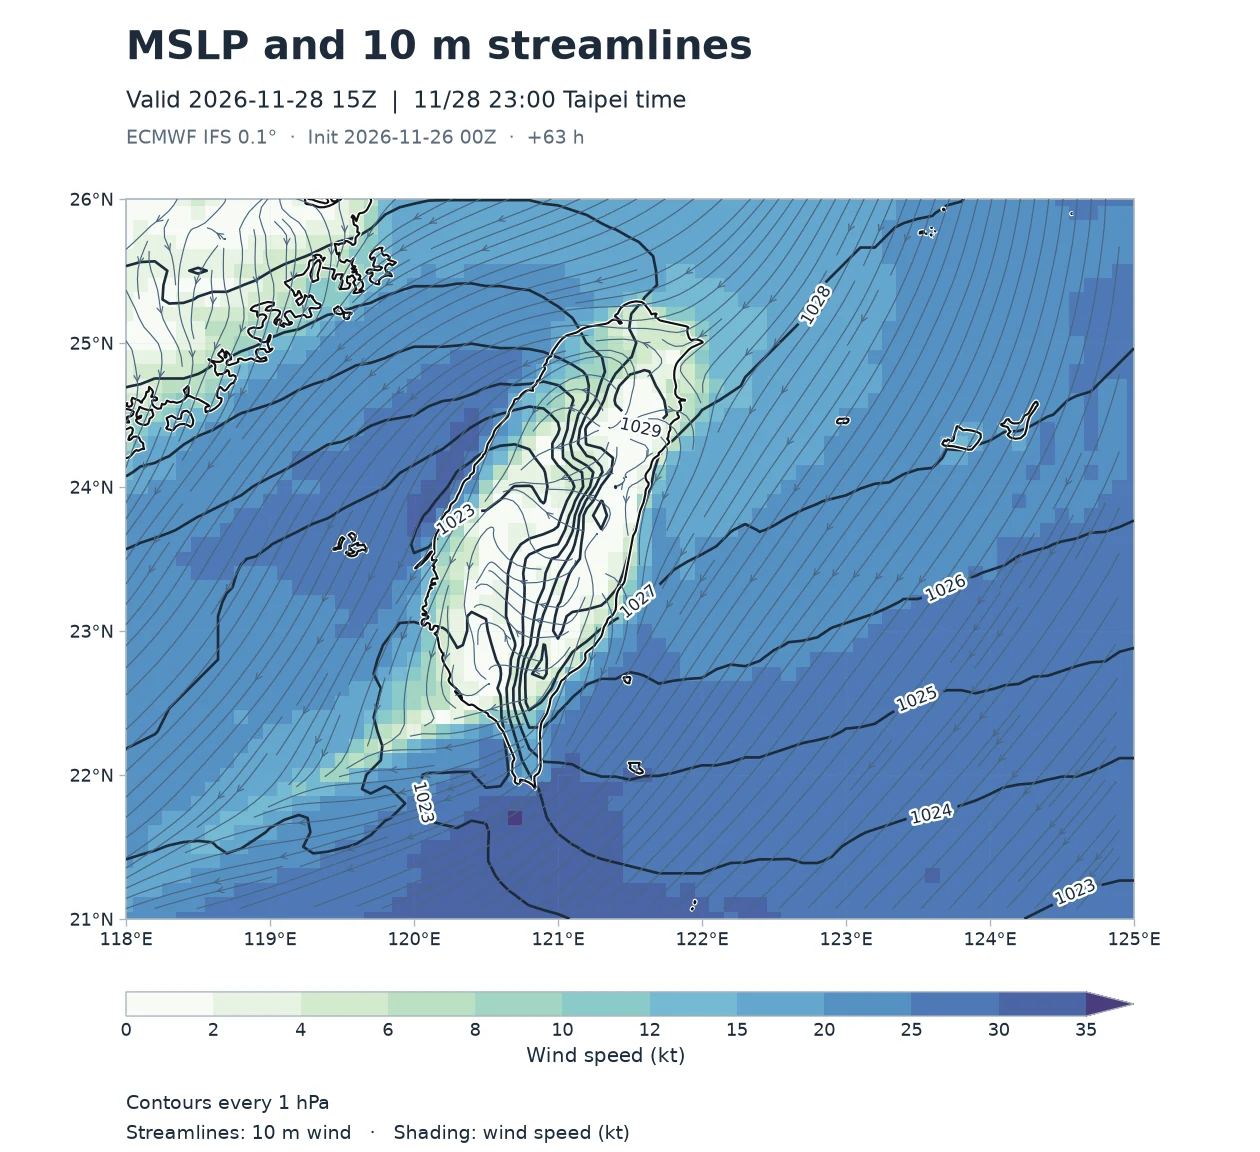 MSLP and 10 m streamlines
Valid 2026-11-28 15Z | 11/28 23:00 Taipei time
ECMWF IFS 0.1° · Init 2026-11-26 00Z · +63 h
26°N
1028
25°N
1029
24°N
1023
1027
1026
23°N
1025
22°N
1023
1024
1023
21°N
118°E 119°E 120°E 121°E 122°E 123°E 124°E 125°E
0 2 4 6 8 10 12 15 20 25 30 35
Wind speed (kt)
Contours every 1 hPa
Streamlines: 10 m wind · Shading: wind speed (kt)